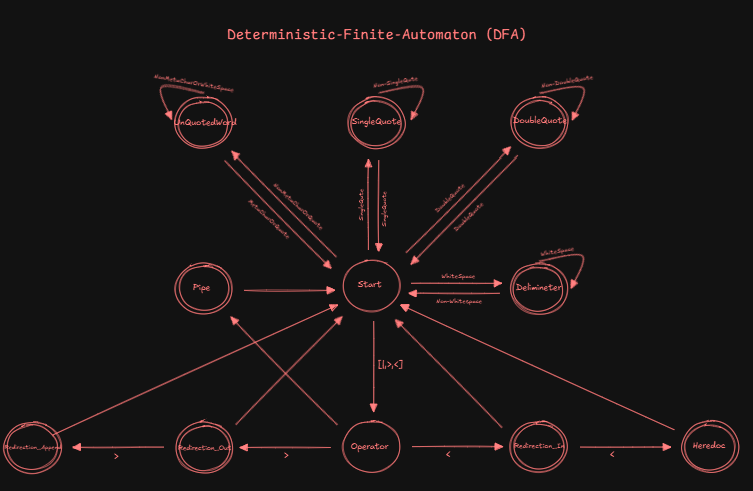 Deterministic-Finite-Automaton (DFA)
NonMetaCharOrWhiteSpace
Non-SingleQuote
Non-DoubleQuote
UnQuotedWord
SingleQuote
DoubleQuote
NonMetaCharOrQuote
MetaCharOrQuote
SingleQuote
SingleQuote
DoubleQuote
DoubleQuote
WhiteSpace
Pipe
Start
WhiteSpace
Non-Whitespace
Delimeter
[|,>,<]
Redirection_Append
>
Redirection_Out
>
Operator
<
Redirection_In
<
Heredoc